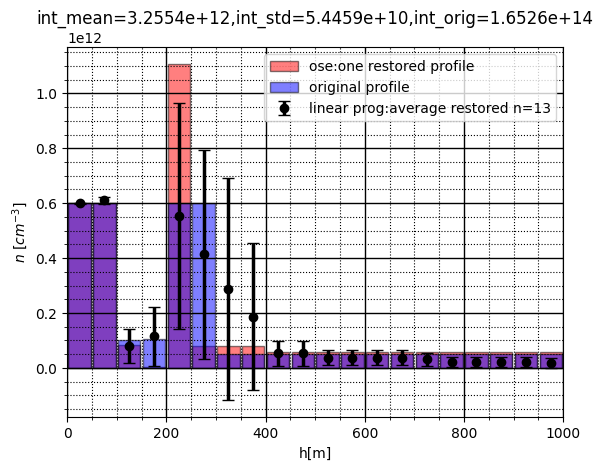 int_mean=3.2554e+12,int_std=5.4459e+10,int_orig=1.6526e+14
1e12
ose:one restored profile
original profile
linear prog:average restored n=13
1.0
0.8
0.6
0.4
0.2
0.0
n [cm⁻³]
0 200 400 600 800 1000
h[m]